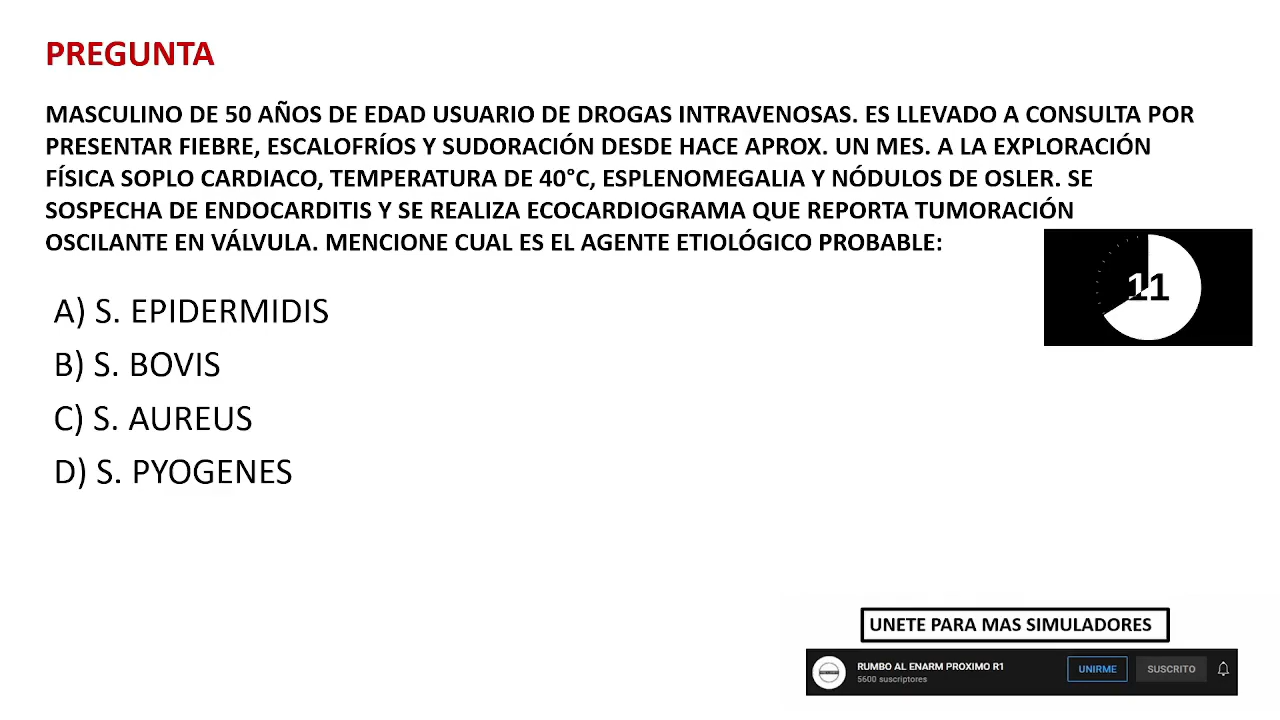 PREGUNTA
MASCULINO DE 50 AÑOS DE EDAD USUARIO DE DROGAS INTRAVENOSAS. ES LLEVADO A CONSULTA POR
PRESENTAR FIEBRE, ESCALOFRÍOS Y SUDORACIÓN DESDE HACE APROX. UN MES. A LA EXPLORACIÓN
FÍSICA SOPLO CARDIACO, TEMPERATURA DE 40°C, ESPLENOMEGALIA Y NÓDULOS DE OSLER. SE
SOSPECHA DE ENDOCARDITIS Y SE REALIZA ECOCARDIOGRAMA QUE REPORTA TUMORACIÓN
OSCILANTE EN VÁLVULA. MENCIONE CUAL ES EL AGENTE ETIOLÓGICO PROBABLE:
11
A) S. EPIDERMIDIS
B) S. BOVIS
C) S. AUREUS
D) S. PYOGENES
UNETE PARA MAS SIMULADORES
RUMBO AL ENARM PROXIMO R1
5600 suscriptores
UNIRME
SUSCRITO